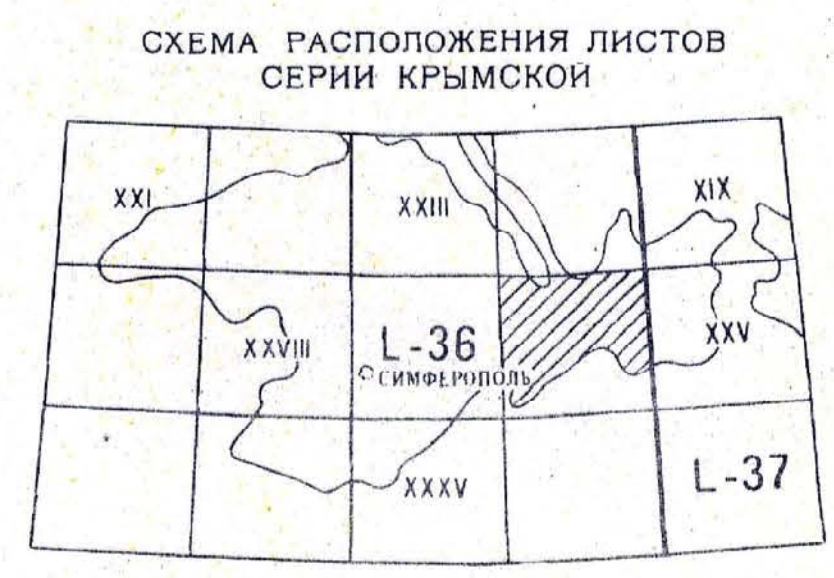 СХЕМА РАСПОЛОЖЕНИЯ ЛИСТОВ
СЕРИИ КРЫМСКОЙ
XXI
XXIII
XIX
XXVIII
L-36
XXV
СИМФЕРОПОЛЬ
XXXV
L-37